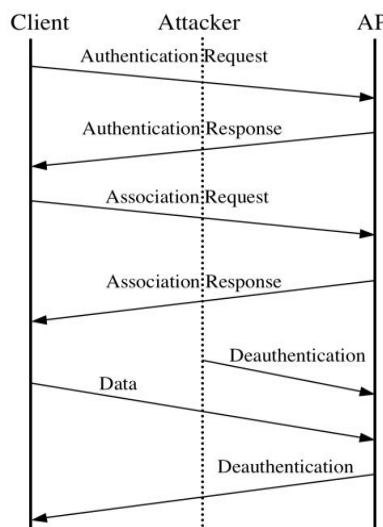 Client Attacker AP
Authentication Request
Authentication Response
Association Request
Association Response
Deauthentication
Data
Deauthentication